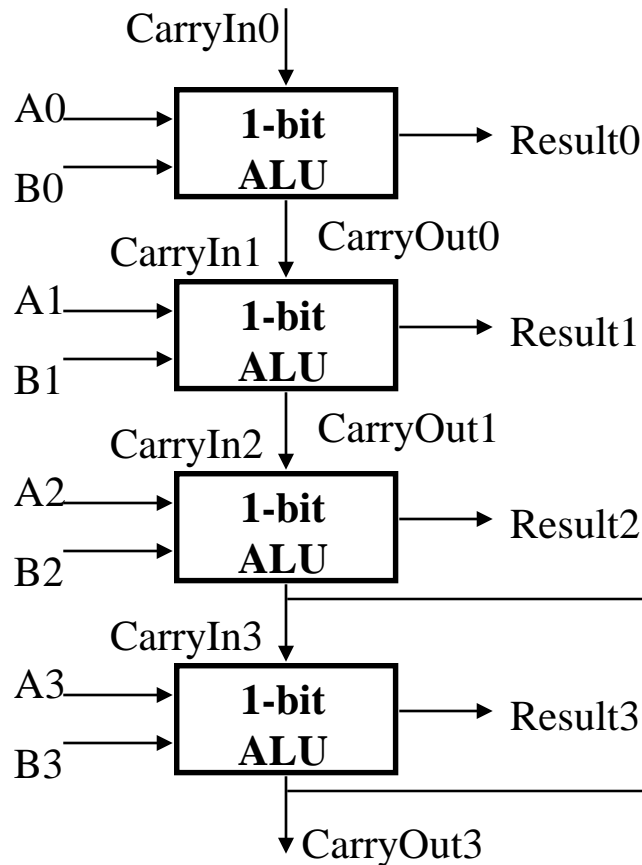 CarryIn0
A0
1-bit
ALU
Result0
B0
CarryOut0
CarryIn1
A1
1-bit
ALU
Result1
B1
CarryOut1
CarryIn2
A2
1-bit
ALU
Result2
B2
CarryIn3
A3
1-bit
ALU
Result3
B3
CarryOut3